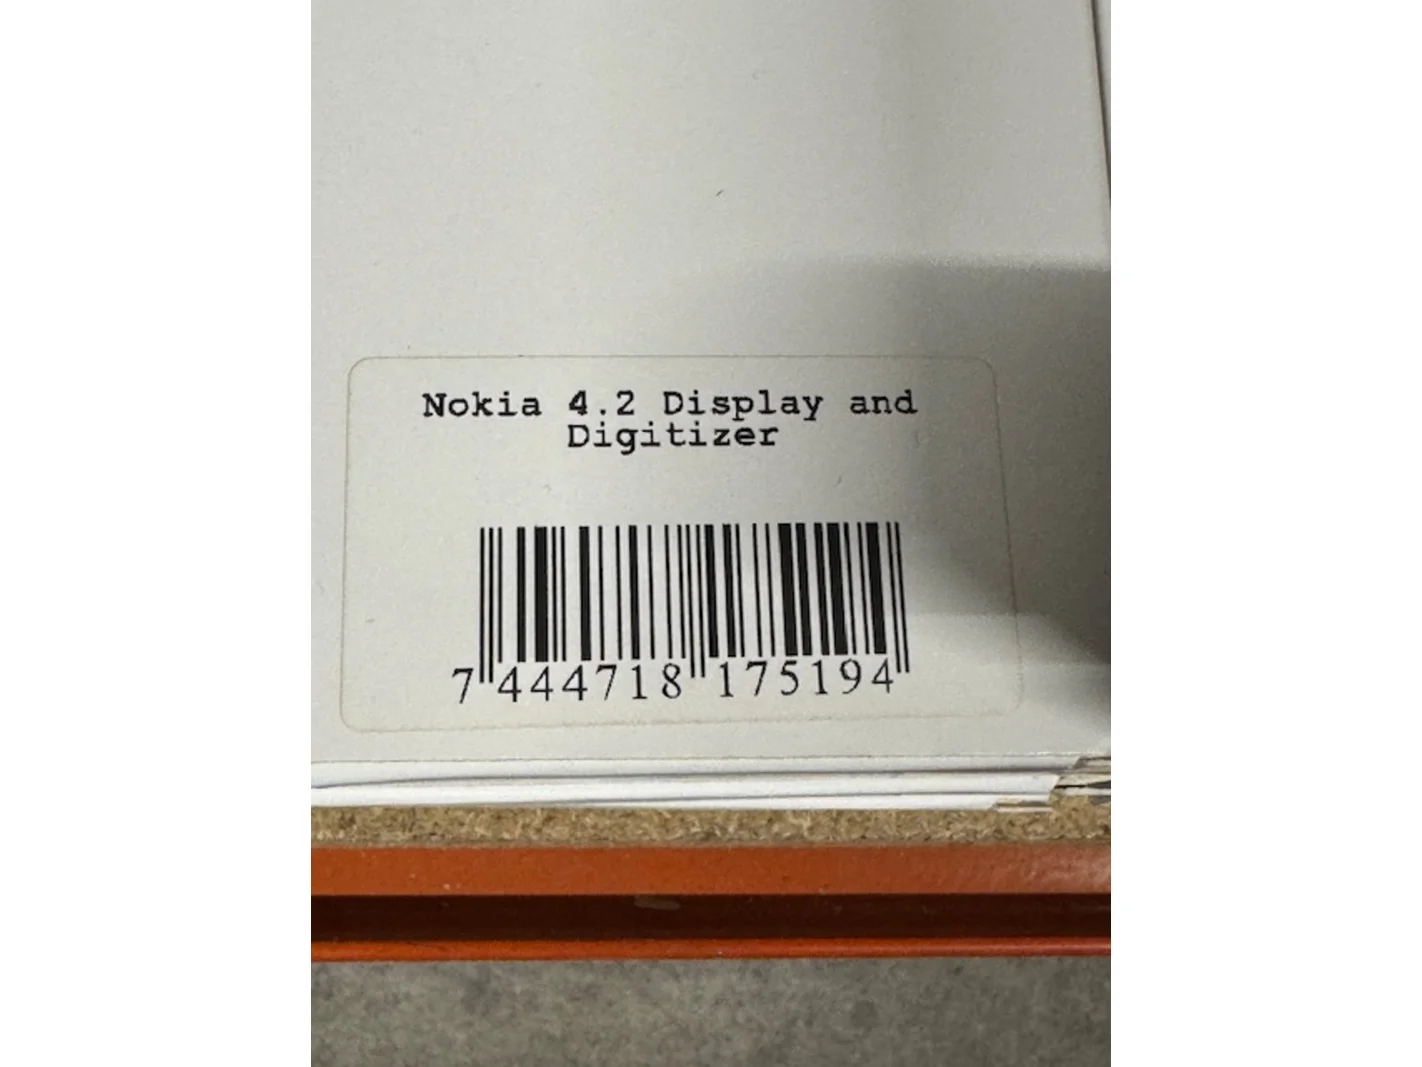 Nokia 4.2 Display and
Digitizer
7 444718 175194